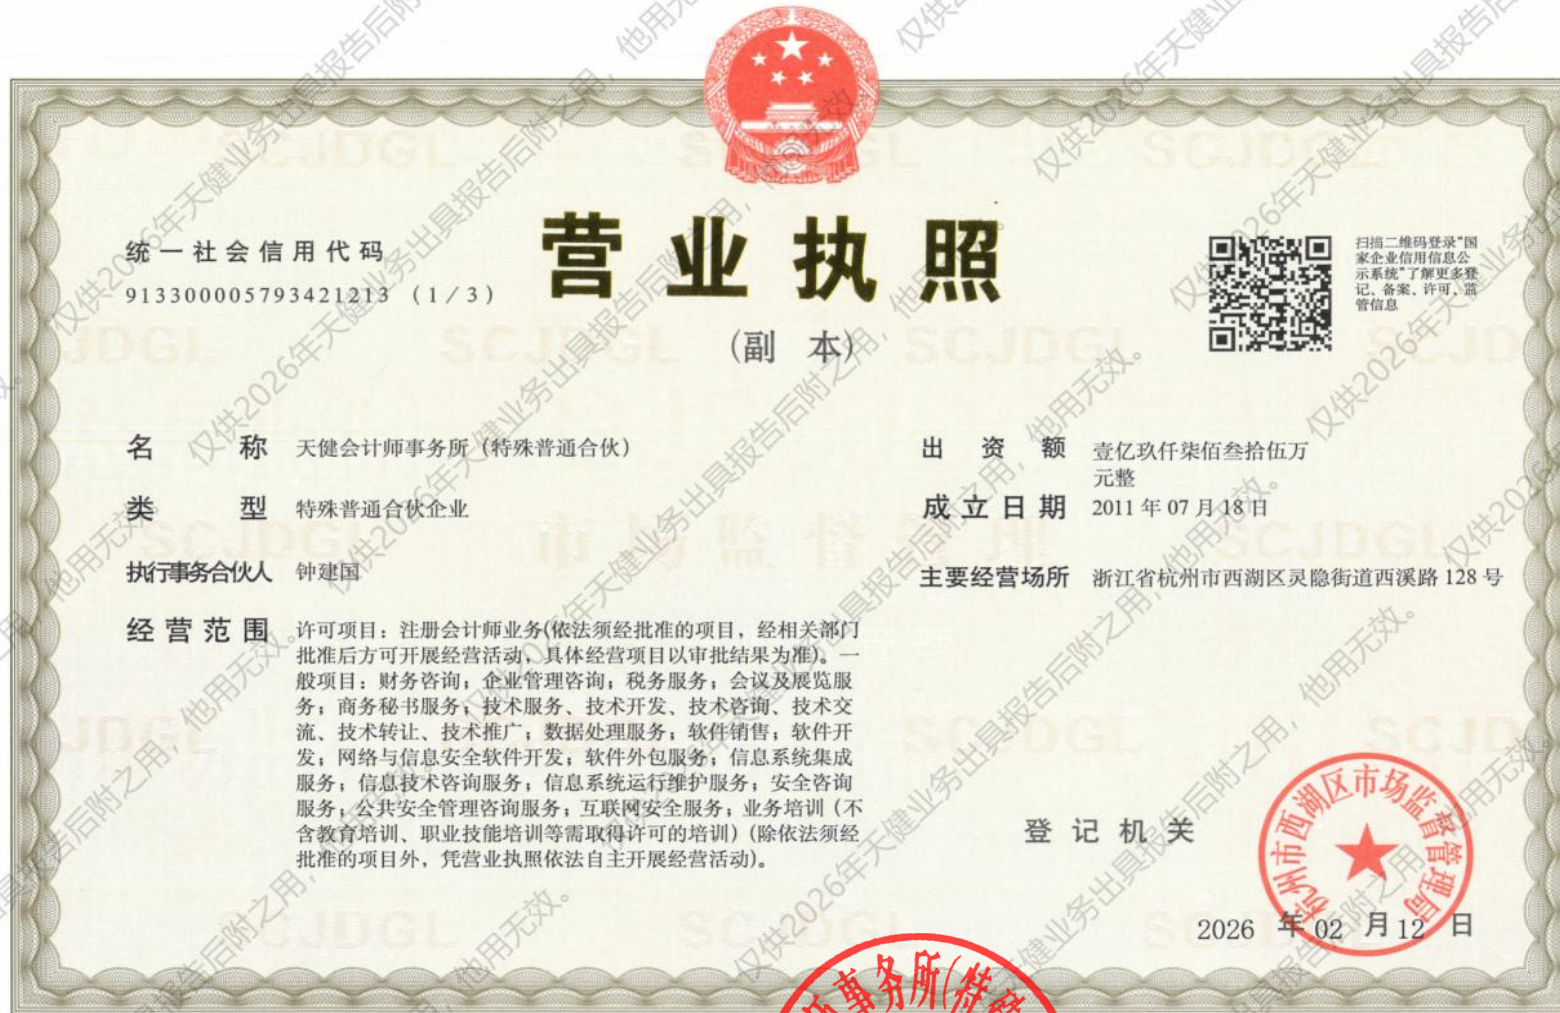 营业执照
（副 本）
统一社会信用代码
913300005793421213 （1/3）
扫描二维码登录“国
家企业信用信息公
示系统”了解更多登
记、备案、许可、监
管信息
名 称 天健会计师事务所（特殊普通合伙）
类 型 特殊普通合伙企业
执行事务合伙人 钟建国
经营范围 许可项目：注册会计师业务(依法须经批准的项目，经相关部门
批准后方可开展经营活动，具体经营项目以审批结果为准)。一
般项目：财务咨询；企业管理咨询；税务服务；会议及展览服
务；商务秘书服务；技术服务、技术开发、技术咨询、技术交
流、技术转让、技术推广；数据处理服务；软件销售；软件开
发；网络与信息安全软件开发；软件外包服务；信息系统集成
服务；信息技术咨询服务；信息系统运行维护服务；安全咨询
服务；公共安全管理咨询服务；互联网安全服务；业务培训（不
含教育培训、职业技能培训等需取得许可的培训）(除依法须经
批准的项目外，凭营业执照依法自主开展经营活动)。
出资额 壹亿玖仟柒佰叁拾伍万
元整
成立日期 2011 年 07 月 18 日
主要经营场所 浙江省杭州市西湖区灵隐街道西溪路 128 号
登记机关
杭州市西湖区市场监督管理局
2026 年 02 月 12 日
师事务所(特殊
仅供2026年天健业务出具报告后附之用，他用无效。
SCJDGL
市场监督管理